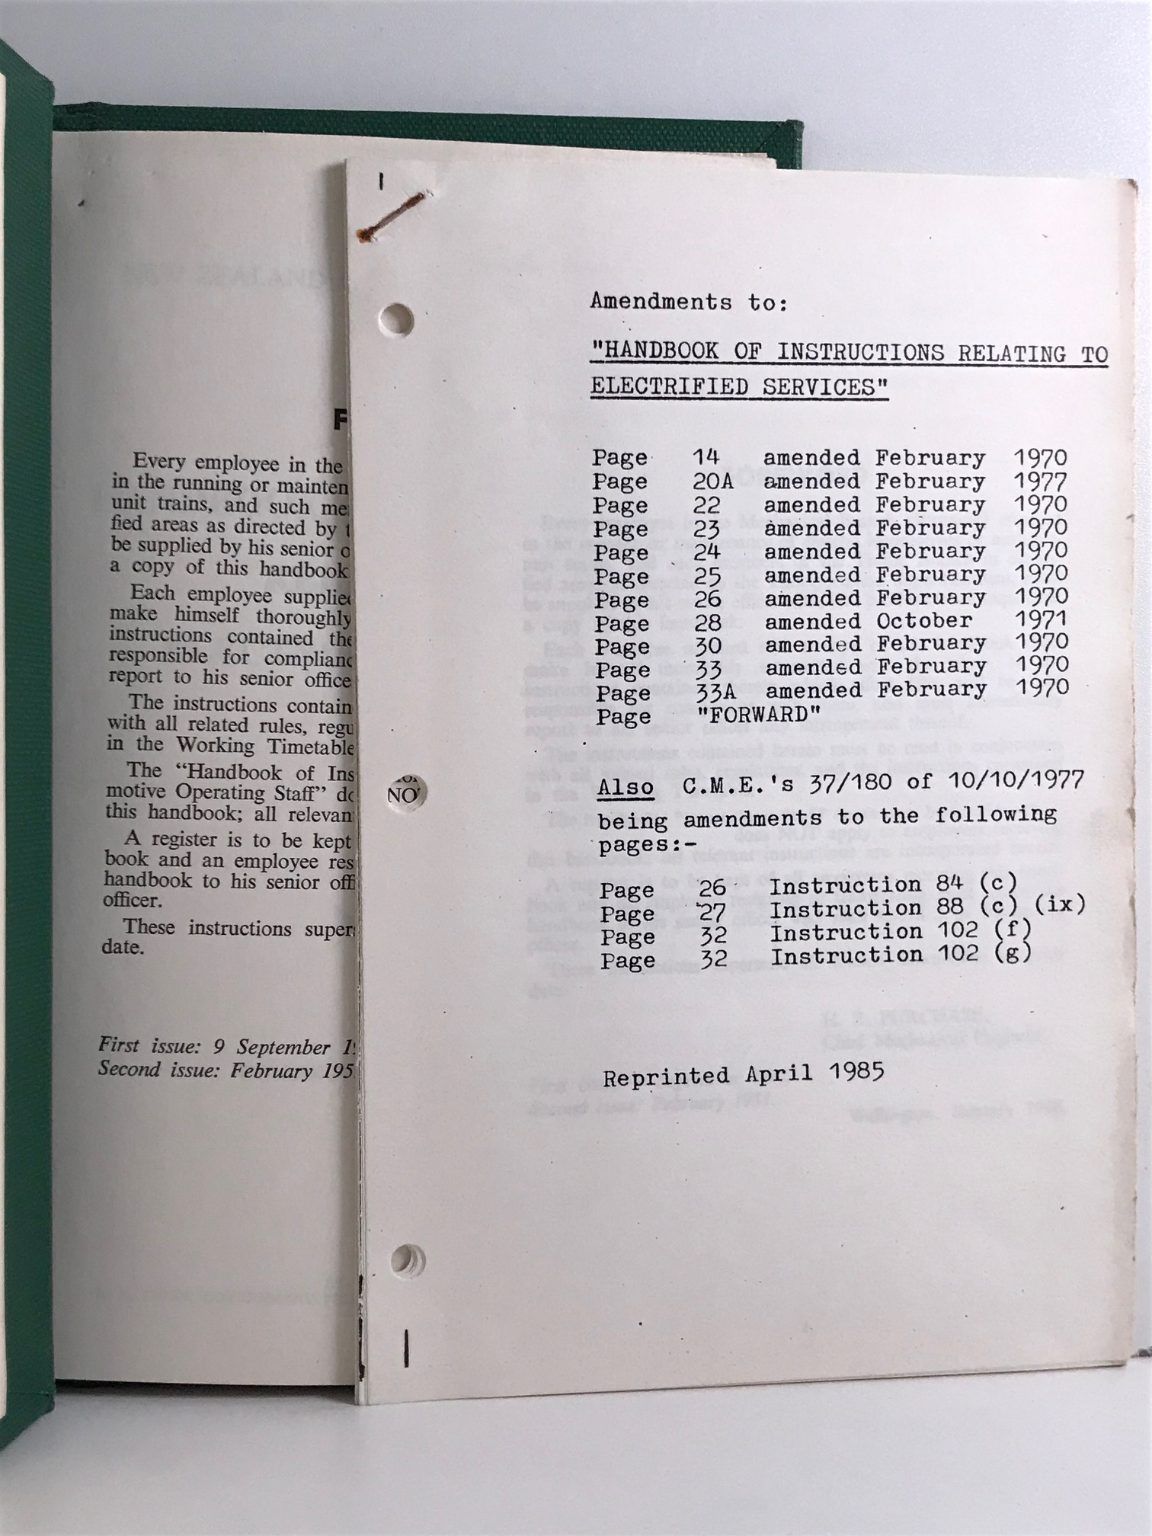 NEW ZEALAND
F
Every employee in the
in the running or mainten
unit trains, and such me
fied areas as directed by t
be supplied by his senior o
a copy of this handbook
Each employee supplie
make himself thoroughly
instructions contained the
responsible for complianc
report to his senior office
The instructions contain
with all related rules, regu
in the Working Timetable
The “Handbook of Ins
motive Operating Staff” do
this handbook; all relevan
A register is to be kept
book and an employee res
handbook to his senior offi
officer.
These instructions super
date.
First issue: 9 September 1
Second issue: February 195
NO
Amendments to:
"HANDBOOK OF INSTRUCTIONS RELATING TO
ELECTRIFIED SERVICES"
Page 14 amended February 1970
Page 20A amended February 1977
Page 22 amended February 1970
Page 23 amended February 1970
Page 24 amended February 1970
Page 25 amended February 1970
Page 26 amended February 1970
Page 28 amended October 1971
Page 30 amended February 1970
Page 33 amended February 1970
Page 33A amended February 1970
Page "FORWARD"
Also C.M.E.'s 37/180 of 10/10/1977
being amendments to the following
pages:-
Page 26 Instruction 84 (c)
Page 27 Instruction 88 (c) (ix)
Page 32 Instruction 102 (f)
Page 32 Instruction 102 (g)
Reprinted April 1985